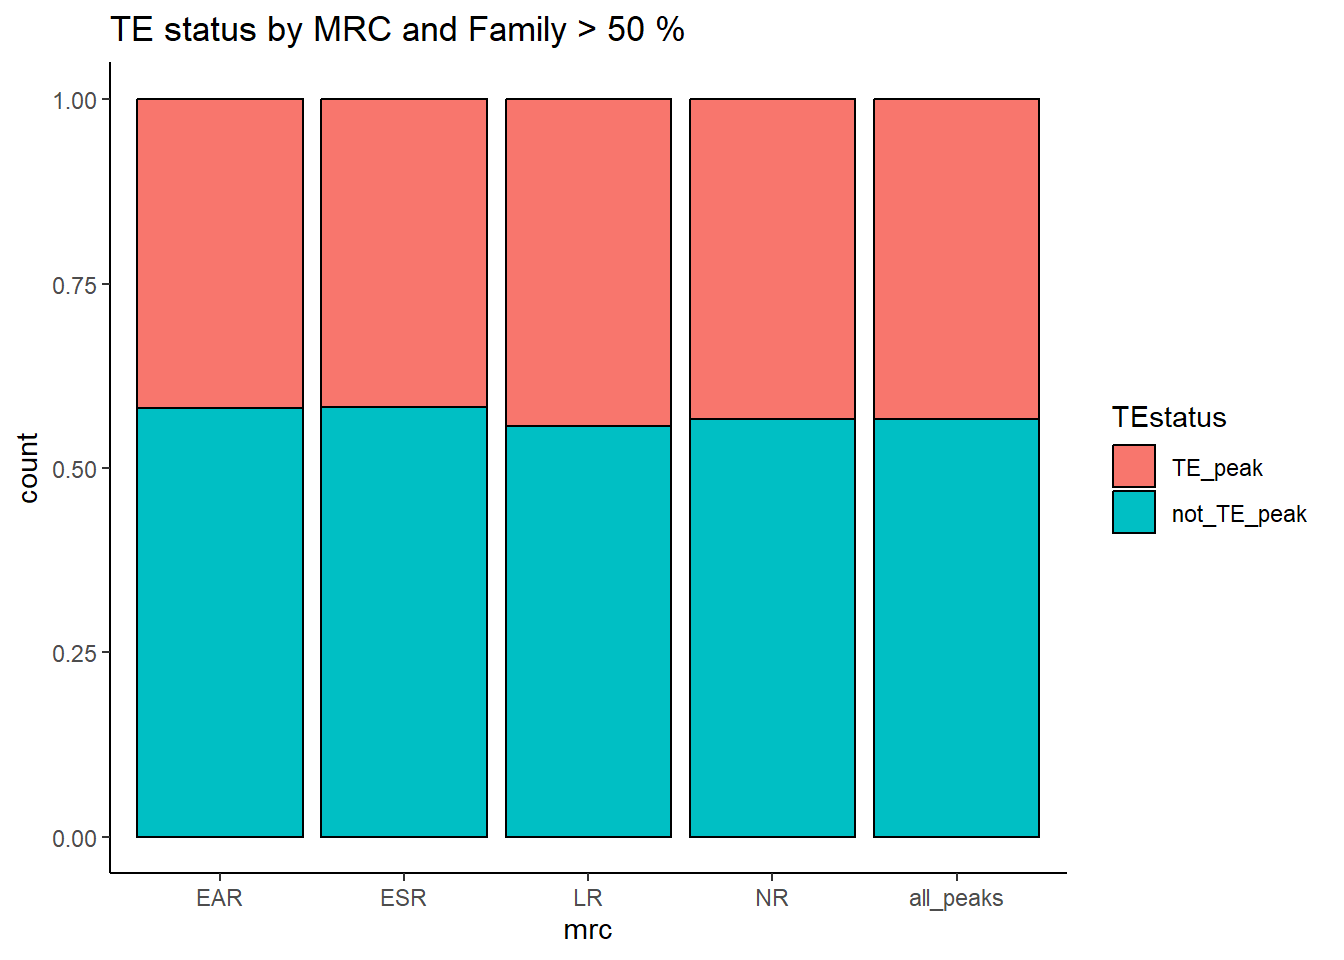 TE status by MRC and Family > 50 %
1.00
0.75
0.50
0.25
0.00
count
EAR
ESR
LR
NR
all_peaks
mrc
TEstatus
TE_peak
not_TE_peak